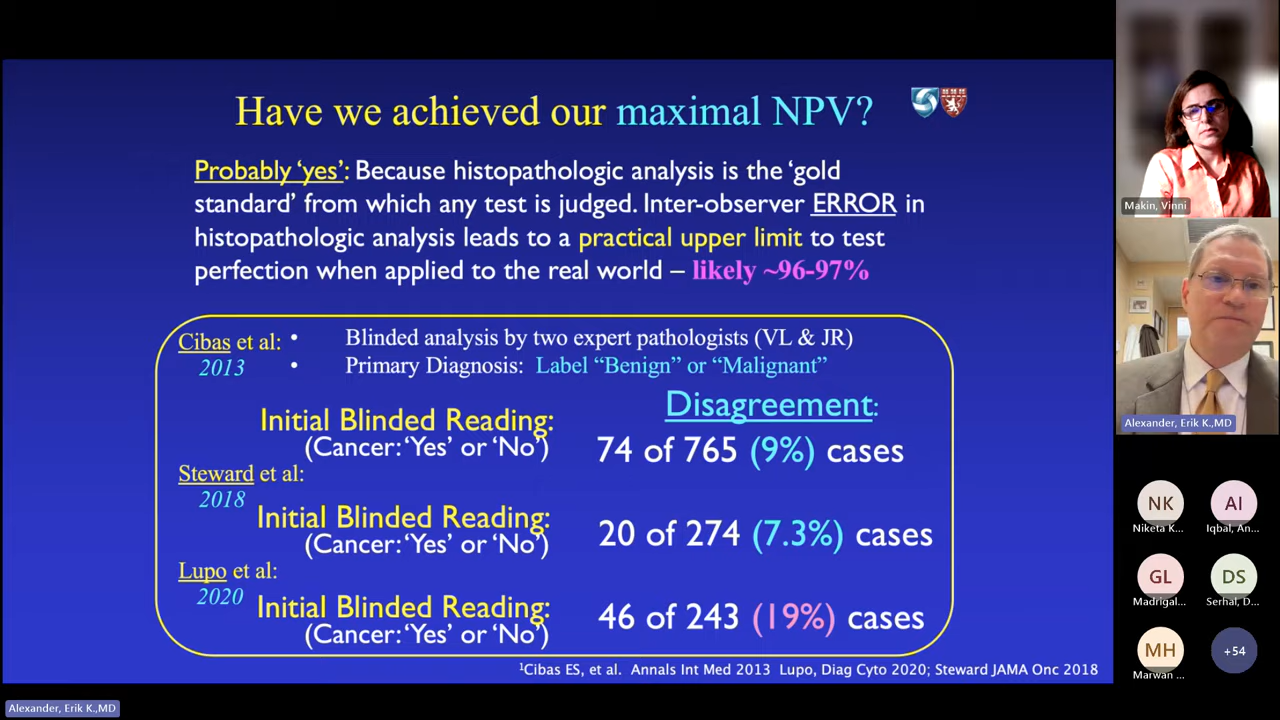 Have we achieved our maximal NPV?
Probably ‘yes’: Because histopathologic analysis is the ‘gold
standard’ from which any test is judged. Inter-observer ERROR in
histopathologic analysis leads to a practical upper limit to test
perfection when applied to the real world – likely ~96-97%
Cibas et al:
2013
• Blinded analysis by two expert pathologists (VL & JR)
• Primary Diagnosis: Label “Benign” or “Malignant”
Disagreement:
Initial Blinded Reading:
(Cancer: ‘Yes’ or ‘No’)
74 of 765 (9%) cases
Steward et al:
2018
Initial Blinded Reading:
(Cancer: ‘Yes’ or ‘No’)
20 of 274 (7.3%) cases
Lupo et al:
2020
Initial Blinded Reading:
(Cancer: ‘Yes’ or ‘No’)
46 of 243 (19%) cases
¹Cibas ES, et al. Annals Int Med 2013 Lupo, Diag Cyto 2020; Steward JAMA Onc 2018
Makin, Vinni
Alexander, Erik K.,MD
NK
Niketa K...
AI
Iqbal, An...
GL
Madrigal...
DS
Serhal, D...
MH
Marwan ...
+54
Alexander, Erik K.,MD